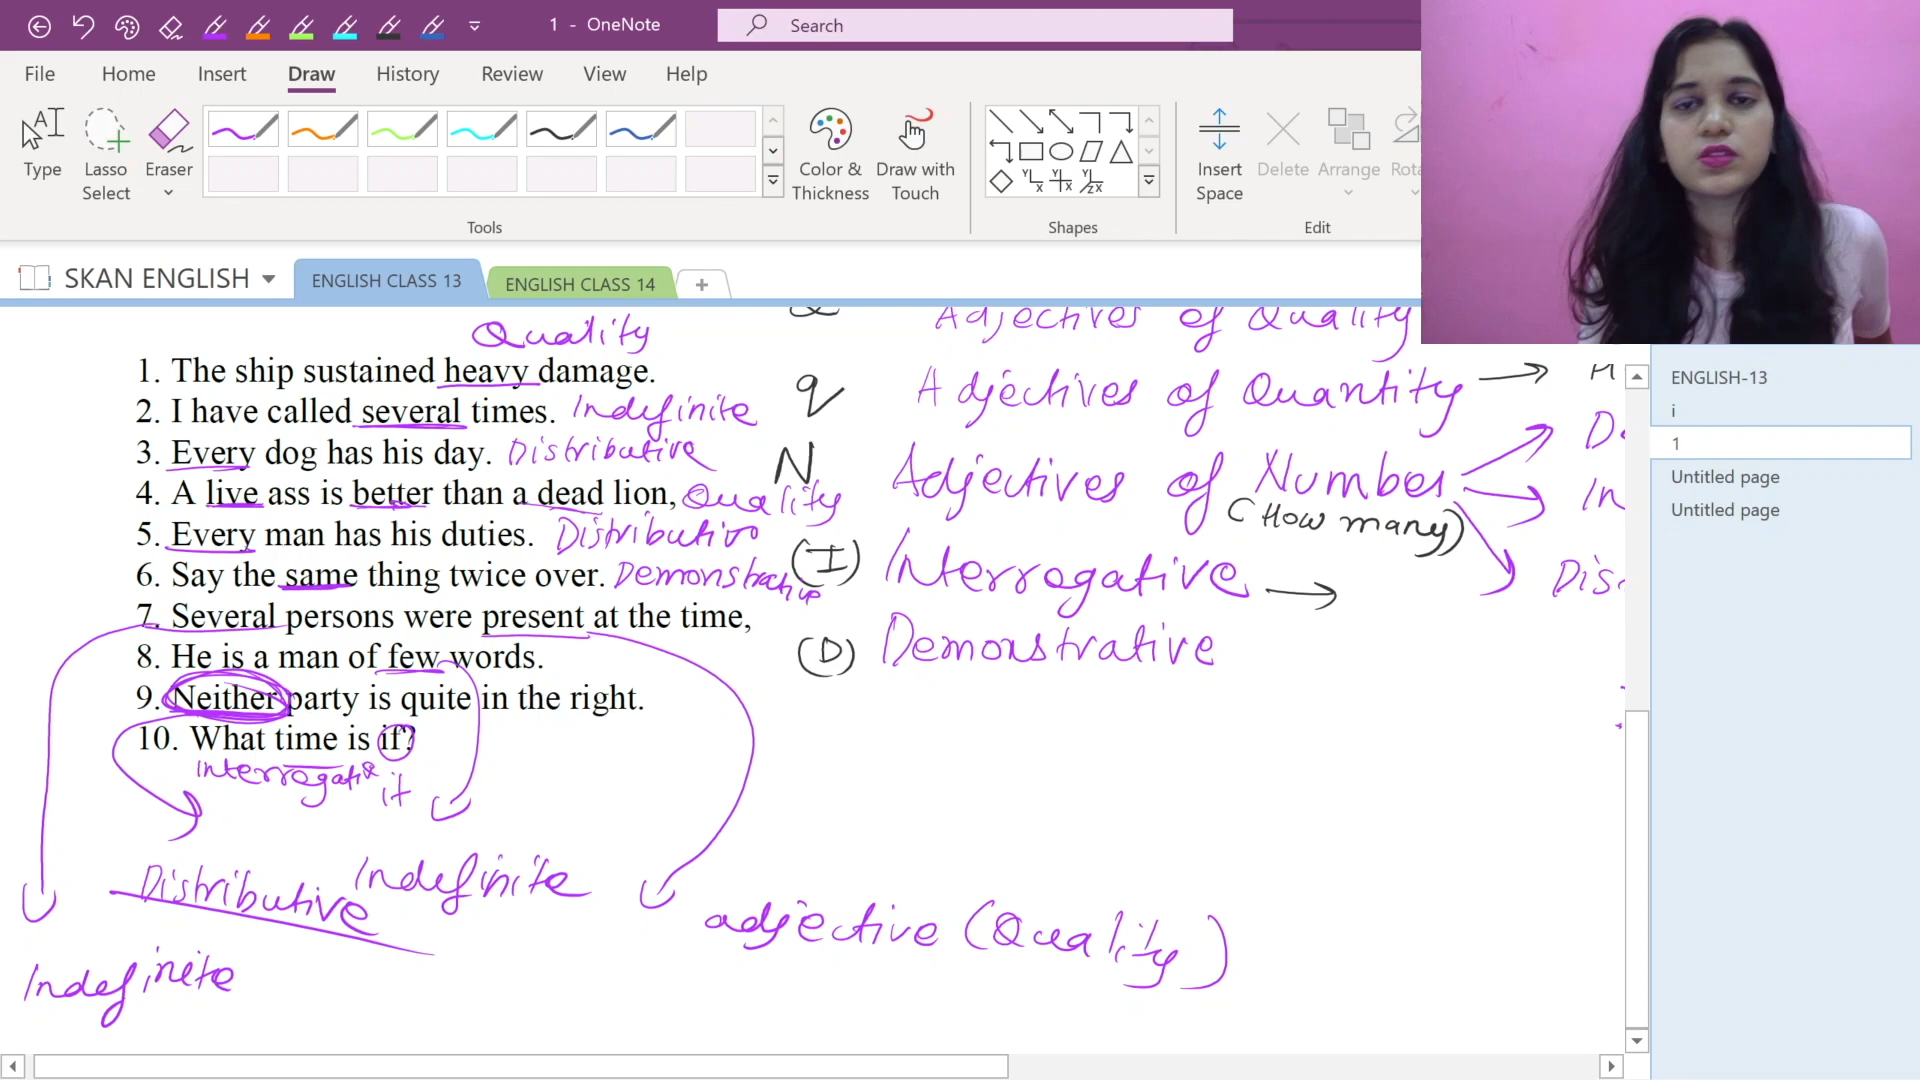 1 - OneNote
Search
File Home Insert Draw History Review View Help
Type
Lasso Select
Eraser
Color & Thickness
Draw with Touch
Insert Space
Delete
Arrange
Tools
Shapes
Edit
SKAN ENGLISH
ENGLISH CLASS 13
ENGLISH CLASS 14
ENGLISH-13
i
1
Untitled page
Untitled page
Quality
1. The ship sustained heavy damage.
2. I have called several times. Indefinite
3. Every dog has his day. Distributive
4. A live ass is better than a dead lion, Quality
5. Every man has his duties. Distributive
6. Say the same thing twice over. Demonstrative
7. Several persons were present at the time,
8. He is a man of few words.
9. Neither party is quite in the right.
10. What time is if?
Interrogative it
Distributive Indefinite
adjective (Quality)
Indefinite
Adjectives of Quality
q Adjectives of Quantity
N Adjectives of Number
(How many)
(I) Interrogative
(D) Demonstrative